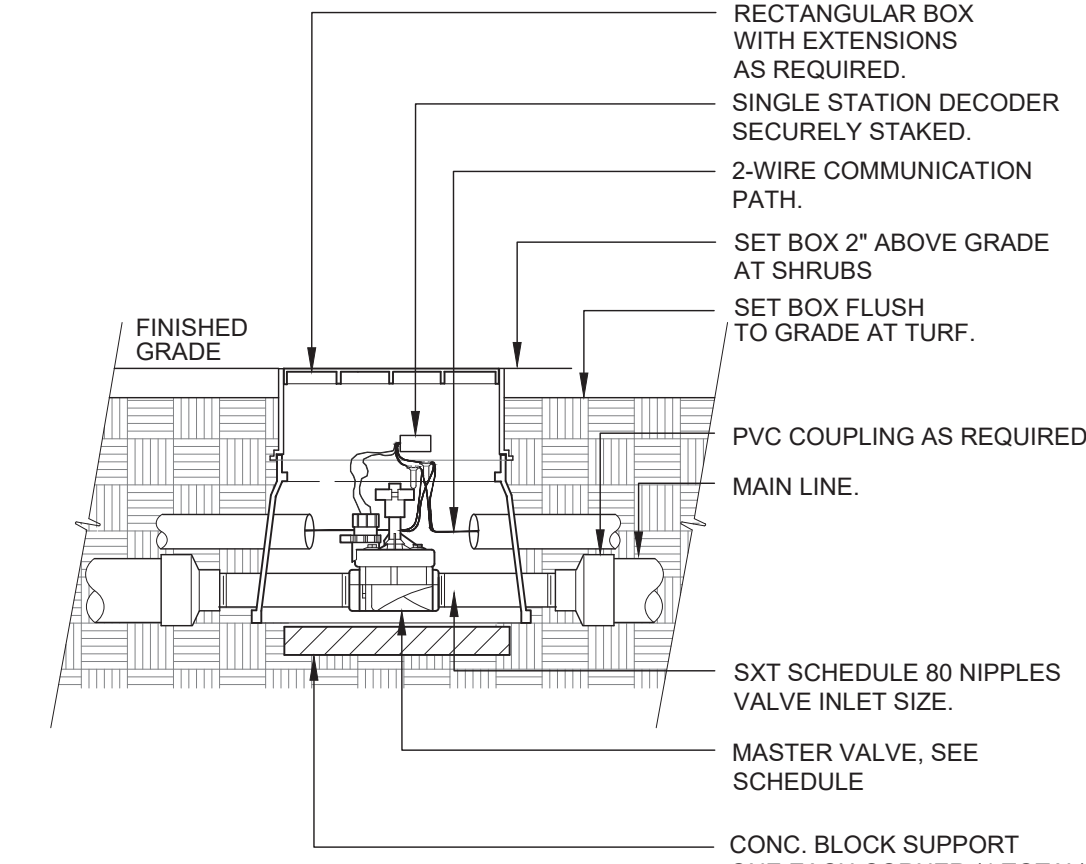 RECTANGULAR BOX
WITH EXTENSIONS
AS REQUIRED.
SINGLE STATION DECODER
SECURELY STAKED.
2-WIRE COMMUNICATION
PATH.
SET BOX 2" ABOVE GRADE
AT SHRUBS
SET BOX FLUSH
TO GRADE AT TURF.
FINISHED
GRADE
PVC COUPLING AS REQUIRED
MAIN LINE.
SXT SCHEDULE 80 NIPPLES
VALVE INLET SIZE.
MASTER VALVE, SEE
SCHEDULE
CONC. BLOCK SUPPORT